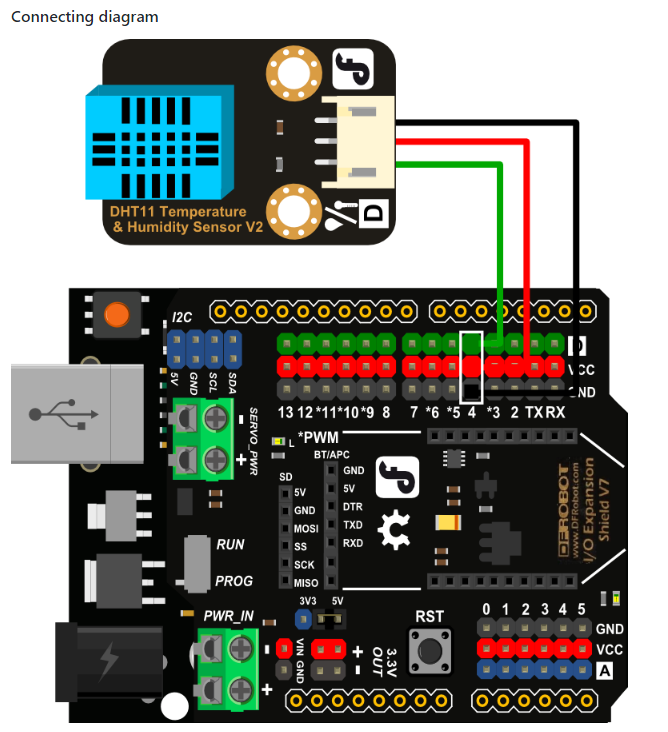 Connecting diagram
DHT11 Temperature
& Humidity Sensor V2
%
D
I2C
5V
GND
SCL
SDA
D
VCC
GND
13 12 *11 *10 *9 8
7 *6 *5 4 *3 2 TX RX
SERVO_PWR
-
+
L
*PWM
BT/APC
GND
5V
DTR
TXD
RXD
SD
5V
GND
MOSI
SS
SCK
MISO
DFROBOT
www.DFRobot.com
I/O Expansion
Shield V7
RUN
PROG
PWR_IN
-
+
3V3
5V
VIN
GND
+
-
3.3V
OUT
RST
0 1 2 3 4 5
GND
VCC
A